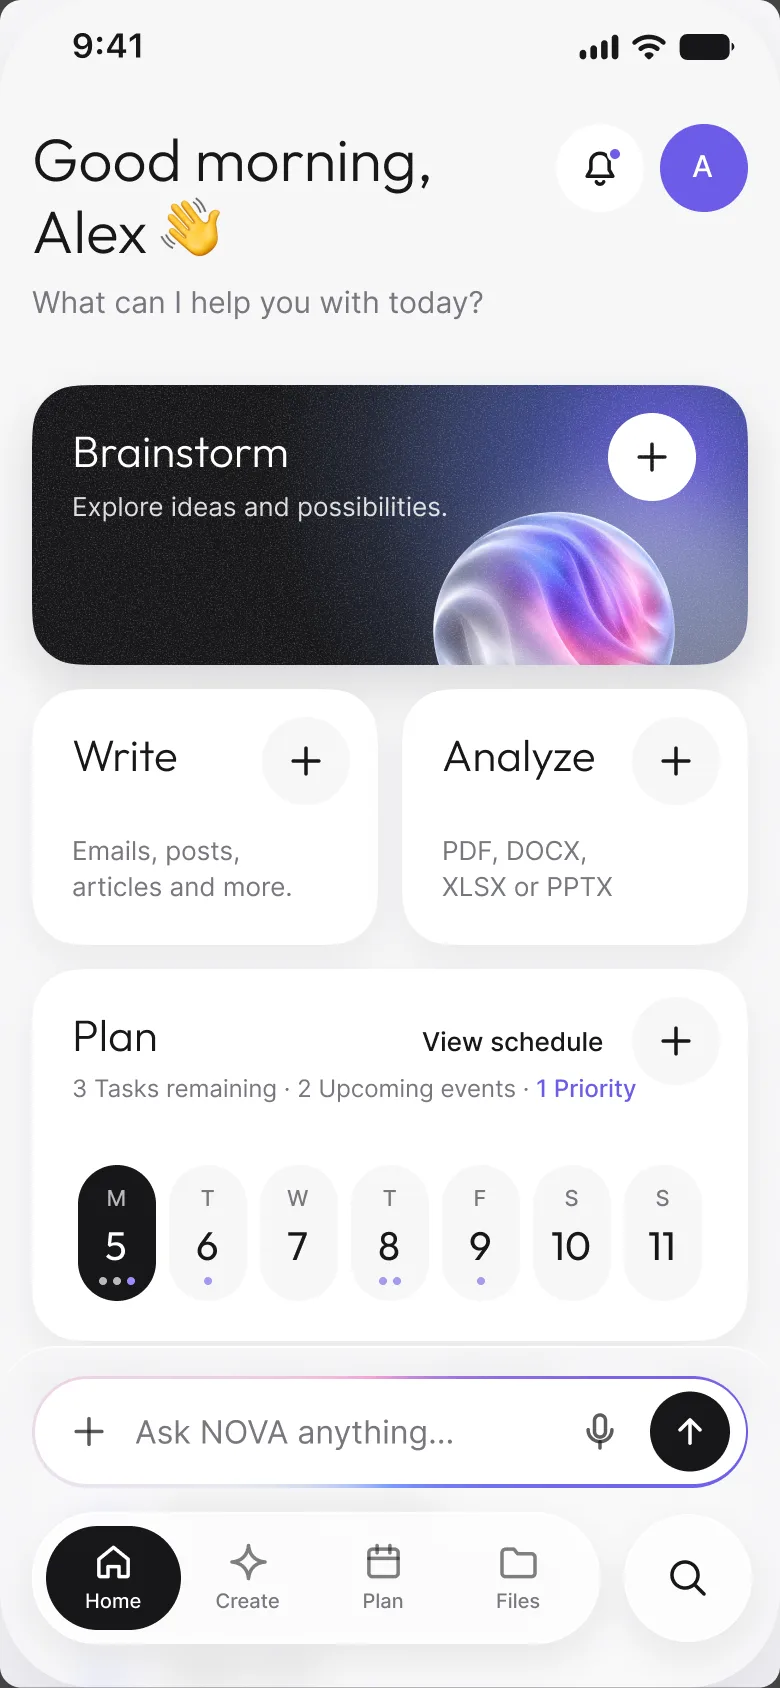 9:41
Good morning,
Alex 👋
A
What can I help you with today?
Brainstorm
Explore ideas and possibilities.
Write
Emails, posts,
articles and more.
Analyze
PDF, DOCX,
XLSX or PPTX
Plan
View schedule
3 Tasks remaining · 2 Upcoming events · 1 Priority
M T W T F S S
5 6 7 8 9 10 11
Ask NOVA anything...
Home Create Plan Files